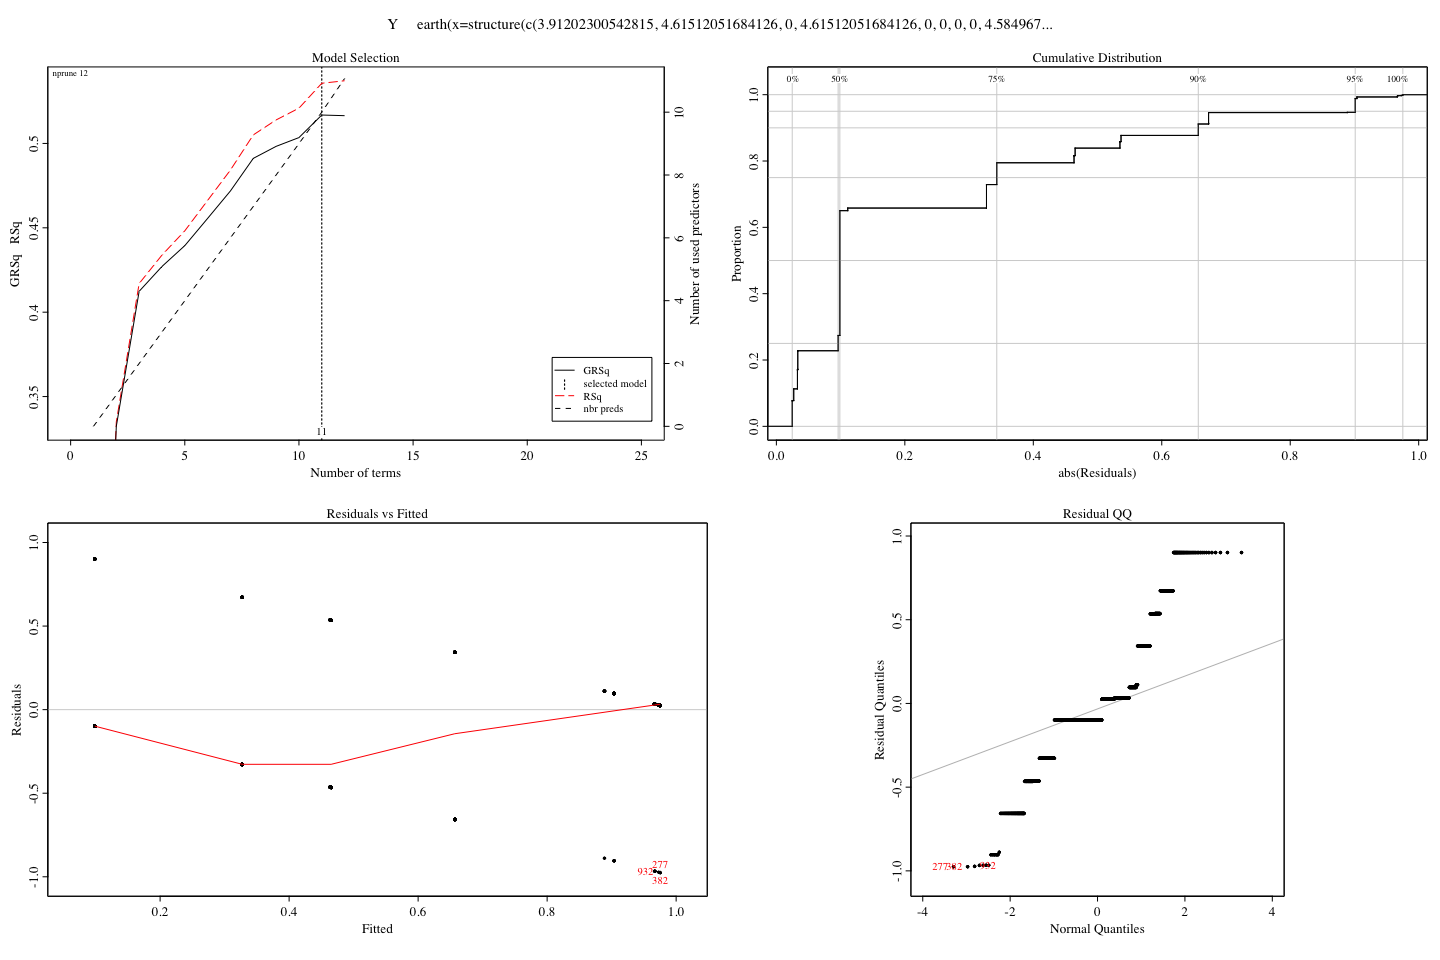 Y earth(x=structure(c(3.91202300542815, 4.61512051684126, 0, 4.61512051684126, 0, 0, 0, 0, 4.584967...
Model Selection
nprune 12
GRSq RSq
0.35 0.4 0.45 0.5
0 2 4 6 8 10
Number of used predictors
GRSq
selected model
RSq
nbr preds
11
0 5 10 15 20 25
Number of terms
Cumulative Distribution
0% 50% 75% 90% 95% 100%
Proportion
0.0 0.2 0.4 0.6 0.8 1.0
0.0 0.2 0.4 0.6 0.8 1.0
abs(Residuals)
Residuals vs Fitted
Residuals
-1.0 -0.5 0.0 0.5 1.0
277
932
382
0.2 0.4 0.6 0.8 1.0
Fitted
Residual QQ
Residual Quantiles
-1.0 -0.5 0.0 0.5 1.0
277 382 932
-4 -2 0 2 4
Normal Quantiles